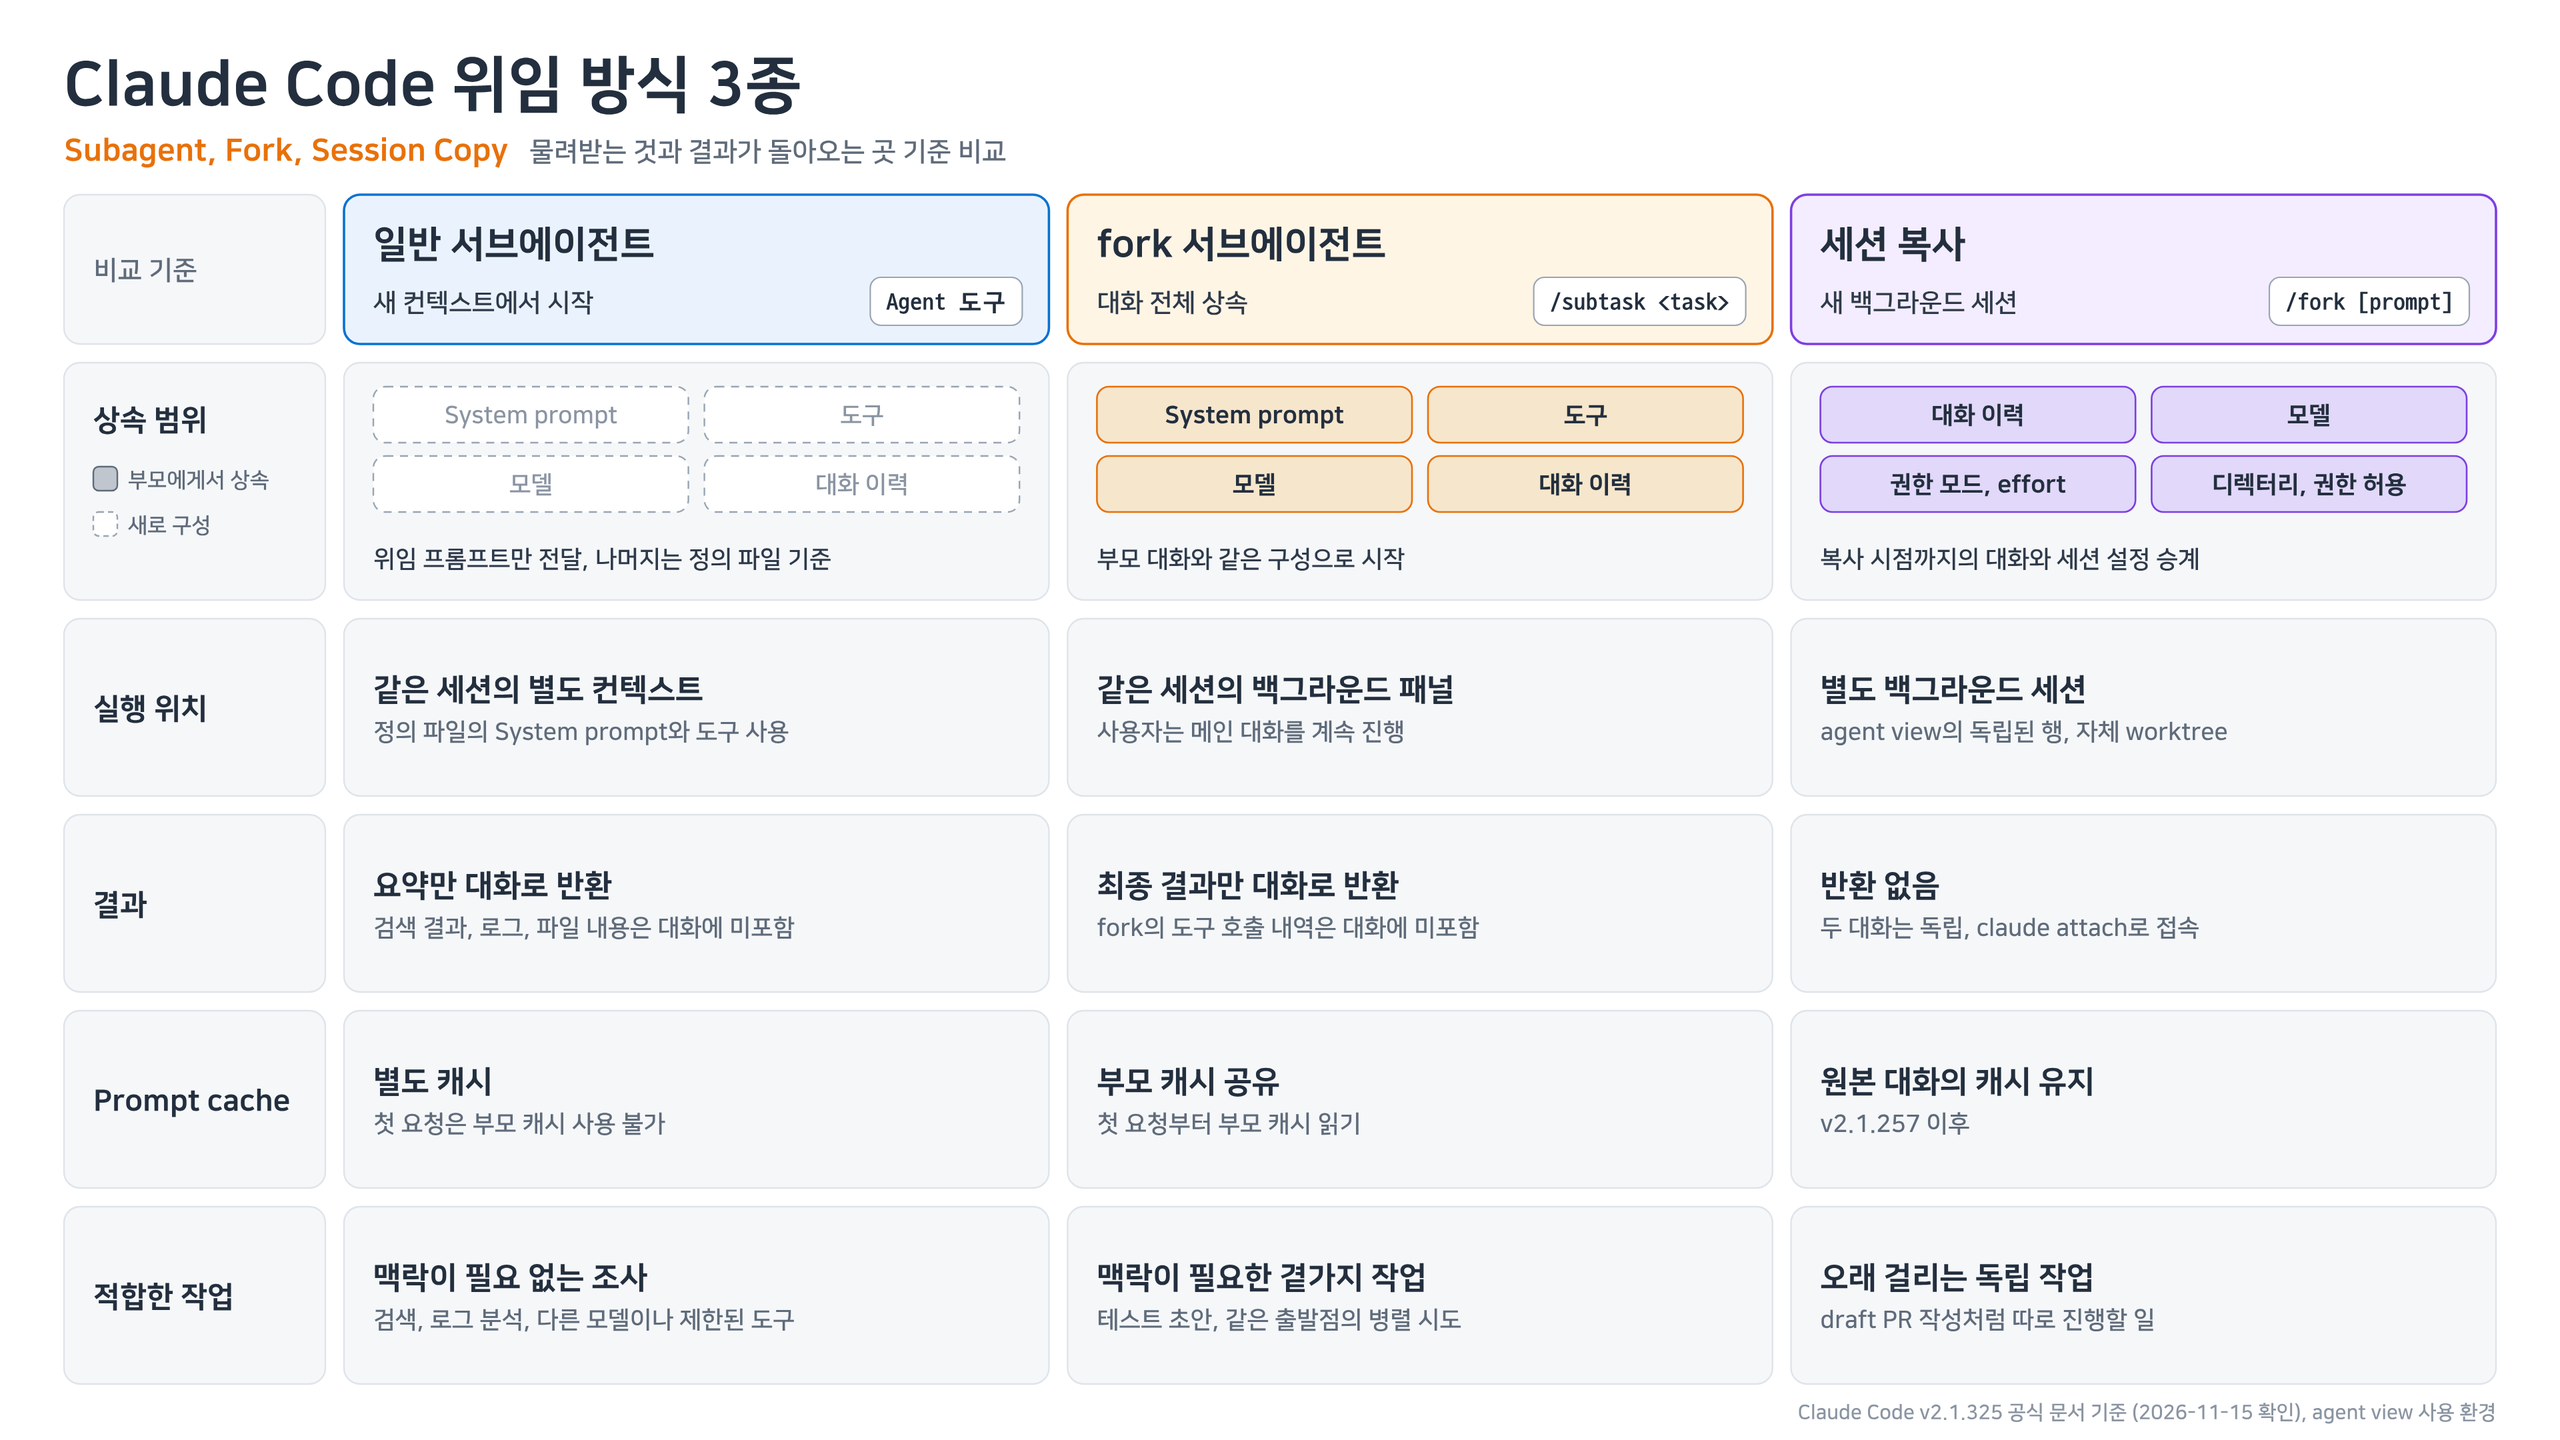 Claude Code 위임 방식 3종
Subagent, Fork, Session Copy 물려받는 것과 결과가 돌아오는 곳 기준 비교
비교 기준
일반 서브에이전트
새 컨텍스트에서 시작
Agent 도구
fork 서브에이전트
대화 전체 상속
/subtask <task>
세션 복사
새 백그라운드 세션
/fork [prompt]
상속 범위
부모에게서 상속
새로 구성
System prompt
도구
모델
대화 이력
위임 프롬프트만 전달, 나머지는 정의 파일 기준
System prompt
도구
모델
대화 이력
부모 대화와 같은 구성으로 시작
대화 이력
모델
권한 모드, effort
디렉터리, 권한 허용
복사 시점까지의 대화와 세션 설정 승계
실행 위치
같은 세션의 별도 컨텍스트
정의 파일의 System prompt와 도구 사용
같은 세션의 백그라운드 패널
사용자는 메인 대화를 계속 진행
별도 백그라운드 세션
agent view의 독립된 행, 자체 worktree
결과
요약만 대화로 반환
검색 결과, 로그, 파일 내용은 대화에 미포함
최종 결과만 대화로 반환
fork의 도구 호출 내역은 대화에 미포함
반환 없음
두 대화는 독립, claude attach로 접속
Prompt cache
별도 캐시
첫 요청은 부모 캐시 사용 불가
부모 캐시 공유
첫 요청부터 부모 캐시 읽기
원본 대화의 캐시 유지
v2.1.257 이후
적합한 작업
맥락이 필요 없는 조사
검색, 로그 분석, 다른 모델이나 제한된 도구
맥락이 필요한 곁가지 작업
테스트 초안, 같은 출발점의 병렬 시도
오래 걸리는 독립 작업
draft PR 작성처럼 따로 진행할 일
Claude Code v2.1.325 공식 문서 기준 (2026-11-15 확인), agent view 사용 환경